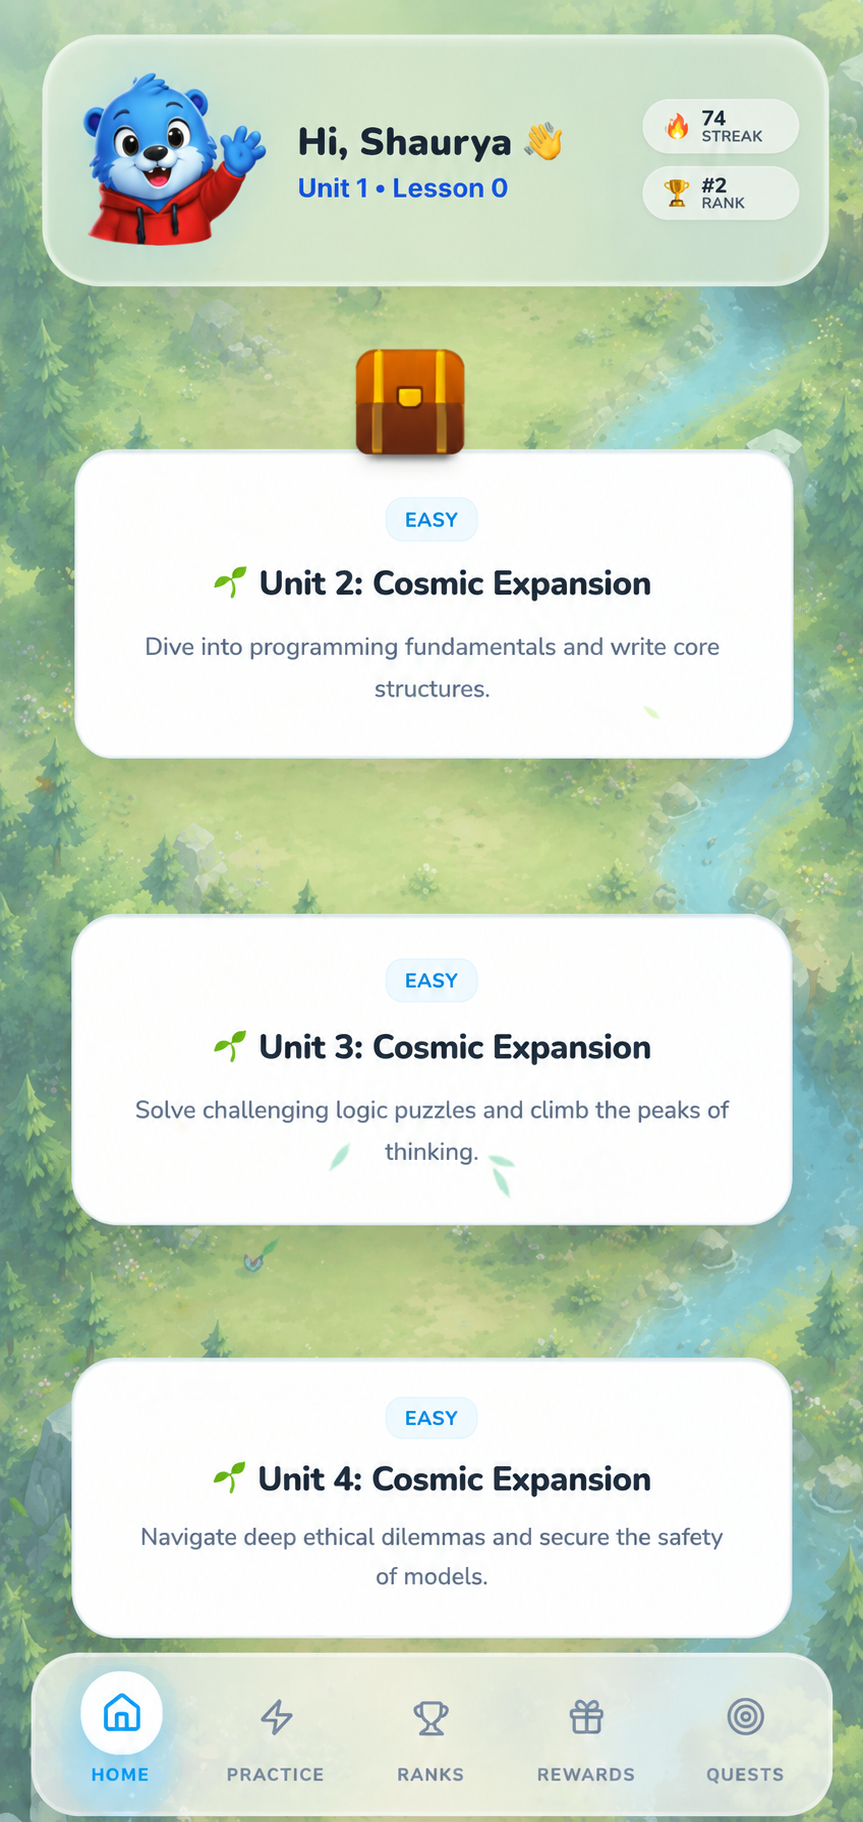 Hi, Shaurya 👋
Unit 1 • Lesson 0
74
STREAK
#2
RANK
EASY
Unit 2: Cosmic Expansion
Dive into programming fundamentals and write core
structures.
EASY
Unit 3: Cosmic Expansion
Solve challenging logic puzzles and climb the peaks of
thinking.
EASY
Unit 4: Cosmic Expansion
Navigate deep ethical dilemmas and secure the safety
of models.
HOME
PRACTICE
RANKS
REWARDS
QUESTS